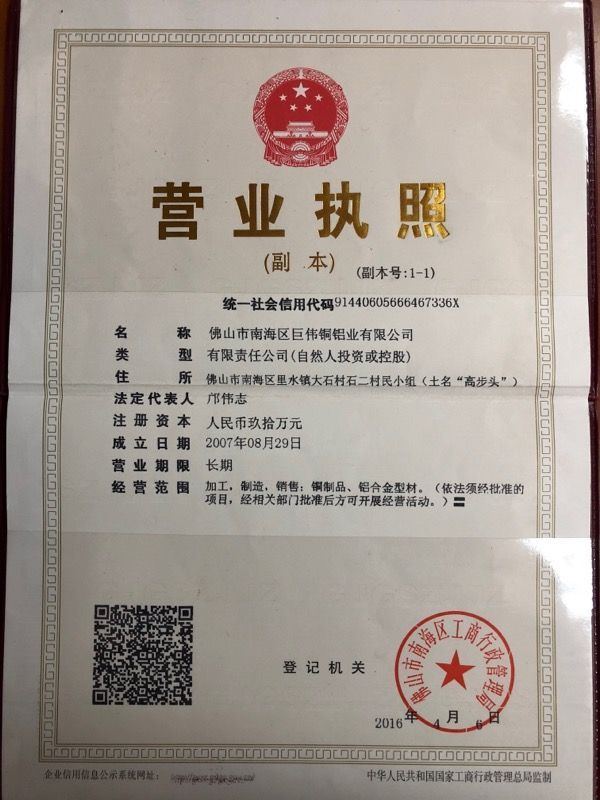 营业执照
(副 本)
(副本号:1-1)
统一社会信用代码91440605666467336X
名称 佛山市南海区巨伟铜铝业有限公司
类型 有限责任公司(自然人投资或控股)
住所 佛山市南海区里水镇大石村石二村民小组(土名“高步头”)
法定代表人 邝伟志
注册资本 人民币玖拾万元
成立日期 2007年08月29日
营业期限 长期
经营范围 加工,制造,销售:铜制品、铝合金型材。(依法须经批准的
项目,经相关部门批准后方可开展经营活动。)〓
佛山市南海区工商行政管理局
登记机关
2016年 4月 6日
企业信用信息公示系统网址:
中华人民共和国国家工商行政管理总局监制